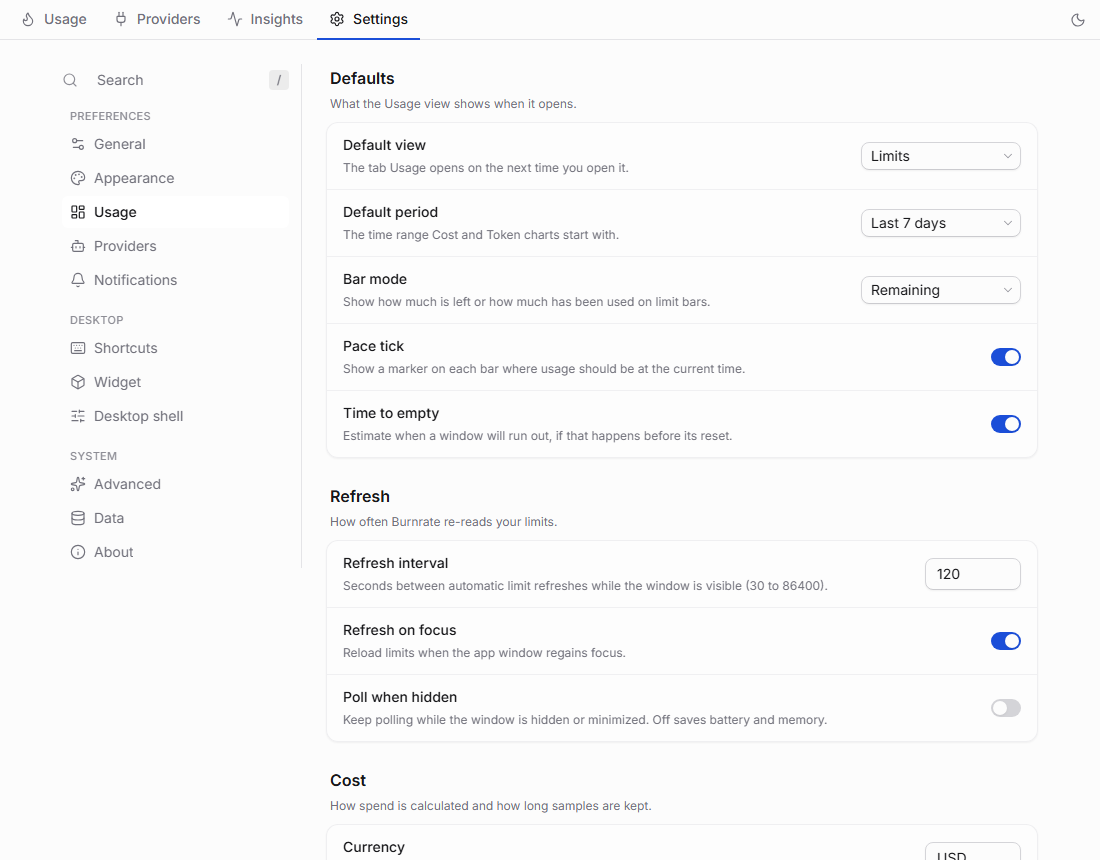 Usage
Providers
Insights
Settings
Search
/
PREFERENCES
General
Appearance
Usage
Providers
Notifications
DESKTOP
Shortcuts
Widget
Desktop shell
SYSTEM
Advanced
Data
About
Defaults
What the Usage view shows when it opens.
Default view
The tab Usage opens on the next time you open it.
Limits
Default period
The time range Cost and Token charts start with.
Last 7 days
Bar mode
Show how much is left or how much has been used on limit bars.
Remaining
Pace tick
Show a marker on each bar where usage should be at the current time.
Time to empty
Estimate when a window will run out, if that happens before its reset.
Refresh
How often Burnrate re-reads your limits.
Refresh interval
Seconds between automatic limit refreshes while the window is visible (30 to 86400).
120
Refresh on focus
Reload limits when the app window regains focus.
Poll when hidden
Keep polling while the window is hidden or minimized. Off saves battery and memory.
Cost
How spend is calculated and how long samples are kept.
Currency
USD